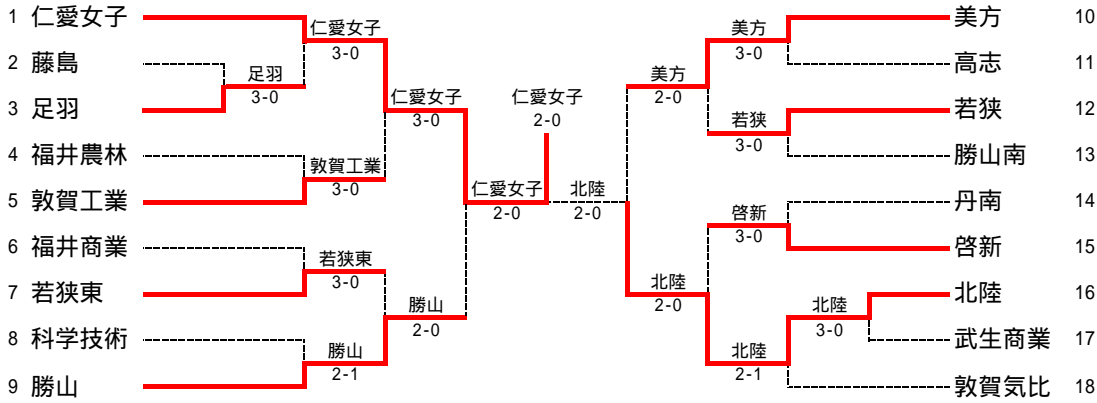 1 仁愛女子
2 藤島
3 足羽
4 福井農林
5 敦賀工業
6 福井商業
7 若狭東
8 科学技術
9 勝山
足羽
3-0
仁愛女子
3-0
敦賀工業
3-0
若狭東
3-0
勝山
2-1
仁愛女子
3-0
勝山
2-0
仁愛女子
2-0
仁愛女子
2-0
北陸
2-0
美方
2-0
北陸
2-0
美方
3-0
若狭
3-0
啓新
3-0
北陸
2-1
北陸
3-0
美方 10
高志 11
若狭 12
勝山南 13
丹南 14
啓新 15
北陸 16
武生商業 17
敦賀気比 18